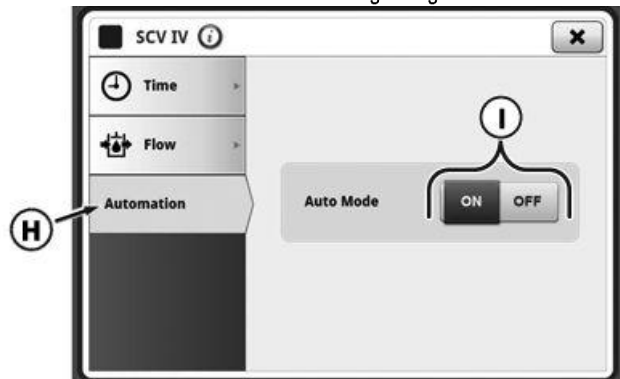 SCV IV i
Time
Flow
I
Automation
Auto Mode ON OFF
H